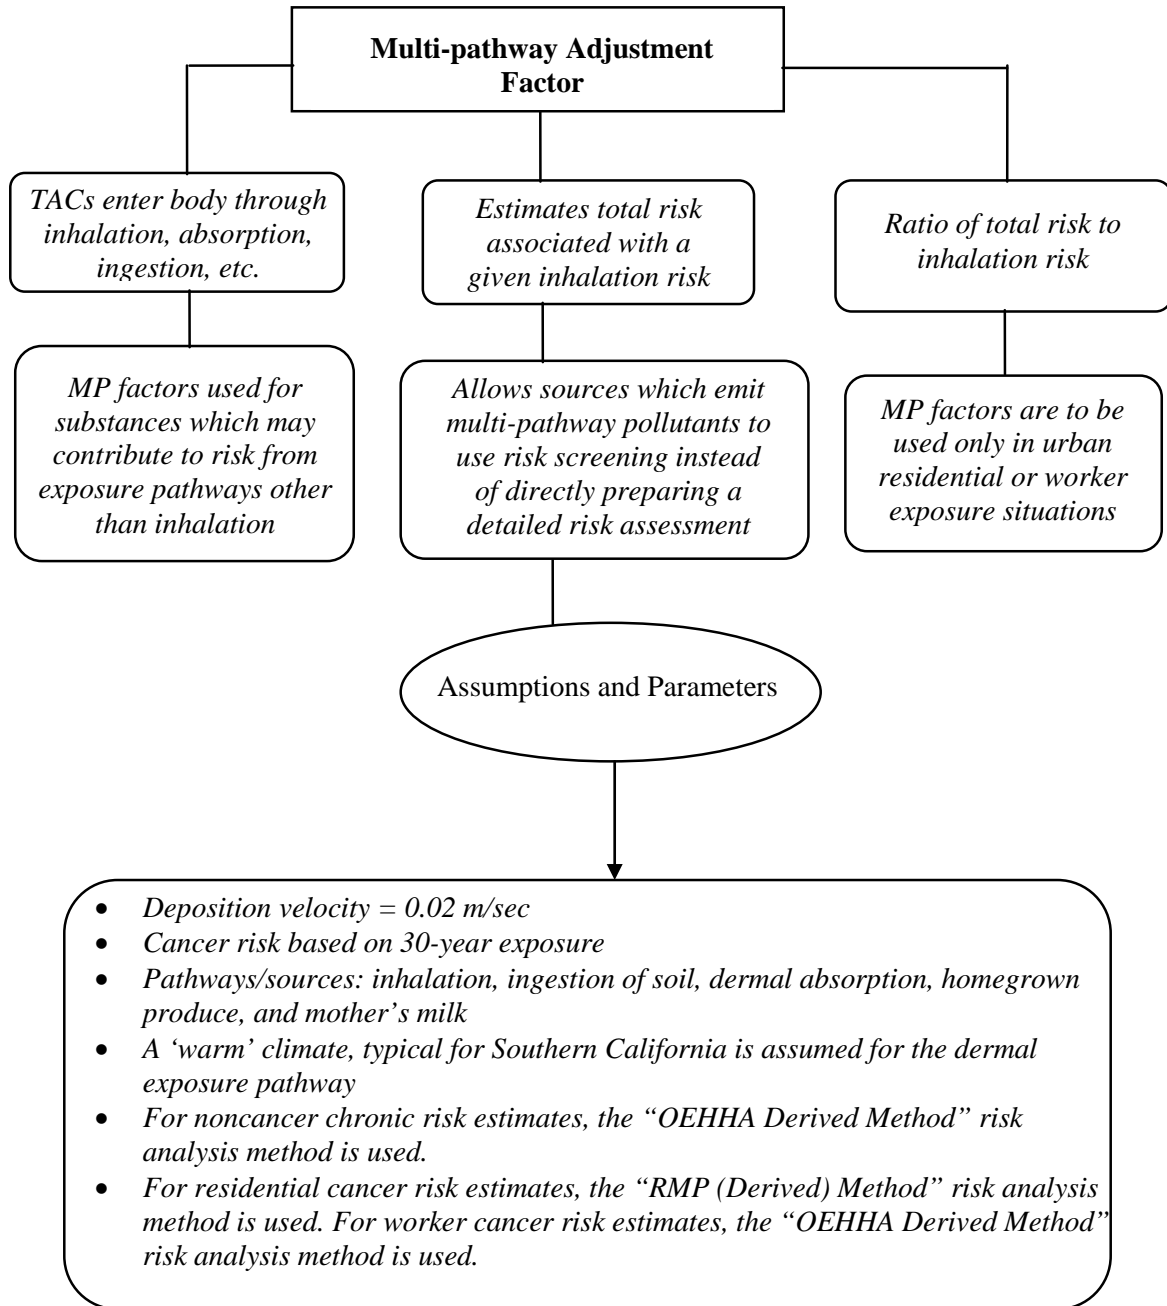 Multi-pathway Adjustment
Factor
TACs enter body through
inhalation, absorption,
ingestion, etc.
Estimates total risk
associated with a
given inhalation risk
Ratio of total risk to
inhalation risk
MP factors used for
substances which may
contribute to risk from
exposure pathways other
than inhalation
Allows sources which emit
multi-pathway pollutants to
use risk screening instead
of directly preparing a
detailed risk assessment
MP factors are to be
used only in urban
residential or worker
exposure situations
Assumptions and Parameters
• Deposition velocity = 0.02 m/sec
• Cancer risk based on 30-year exposure
• Pathways/sources: inhalation, ingestion of soil, dermal absorption, homegrown
produce, and mother’s milk
• A ‘warm’ climate, typical for Southern California is assumed for the dermal
exposure pathway
• For noncancer chronic risk estimates, the “OEHHA Derived Method” risk
analysis method is used.
• For residential cancer risk estimates, the “RMP (Derived) Method” risk analysis
method is used. For worker cancer risk estimates, the “OEHHA Derived Method”
risk analysis method is used.